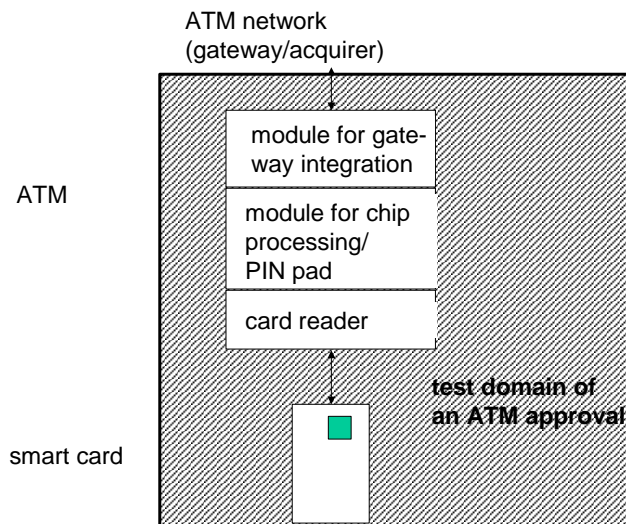 ATM network
(gateway/acquirer)
module for gate-
way integration
ATM
module for chip
processing/
PIN pad
card reader
test domain of
an ATM approval
smart card